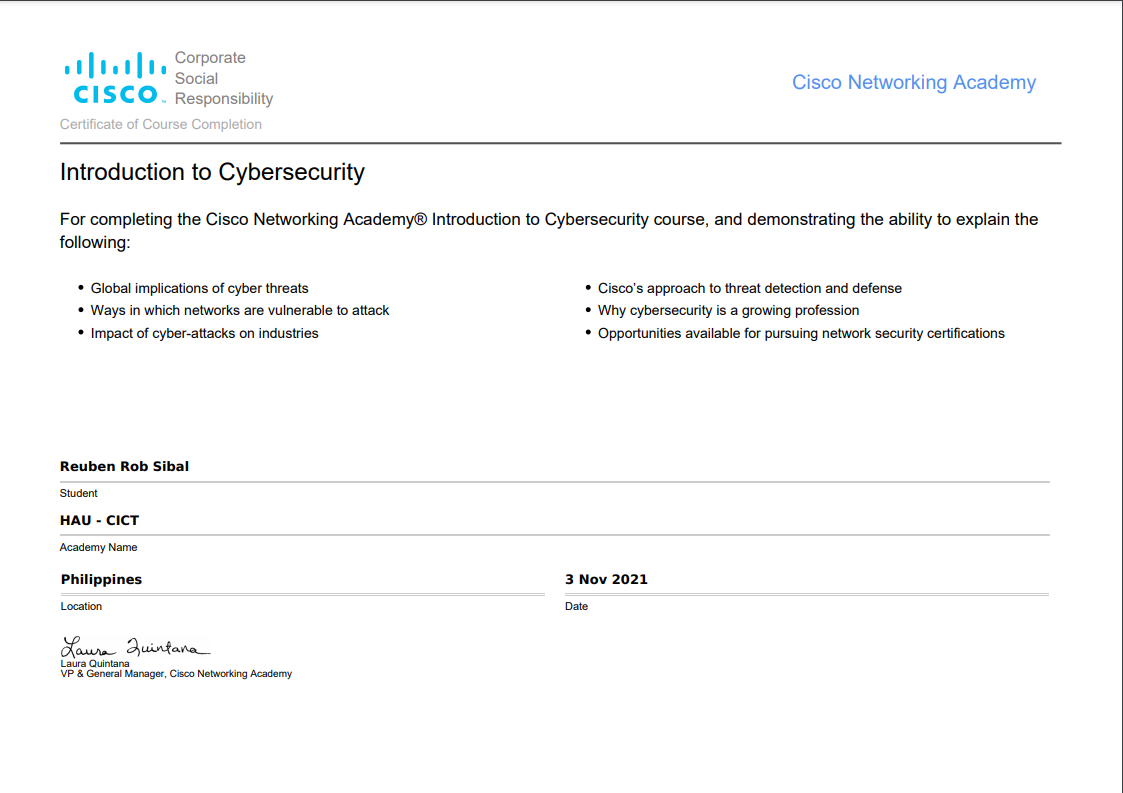 Corporate
Social
Responsibility
CISCO™
Cisco Networking Academy
Certificate of Course Completion
Introduction to Cybersecurity
For completing the Cisco Networking Academy® Introduction to Cybersecurity course, and demonstrating the ability to explain the
following:
• Global implications of cyber threats
• Ways in which networks are vulnerable to attack
• Impact of cyber-attacks on industries
• Cisco's approach to threat detection and defense
• Why cybersecurity is a growing profession
• Opportunities available for pursuing network security certifications
Reuben Rob Sibal
Student
HAU - CICT
Academy Name
Philippines
Location
3 Nov 2021
Date
Laura Quintana
Laura Quintana
VP & General Manager, Cisco Networking Academy